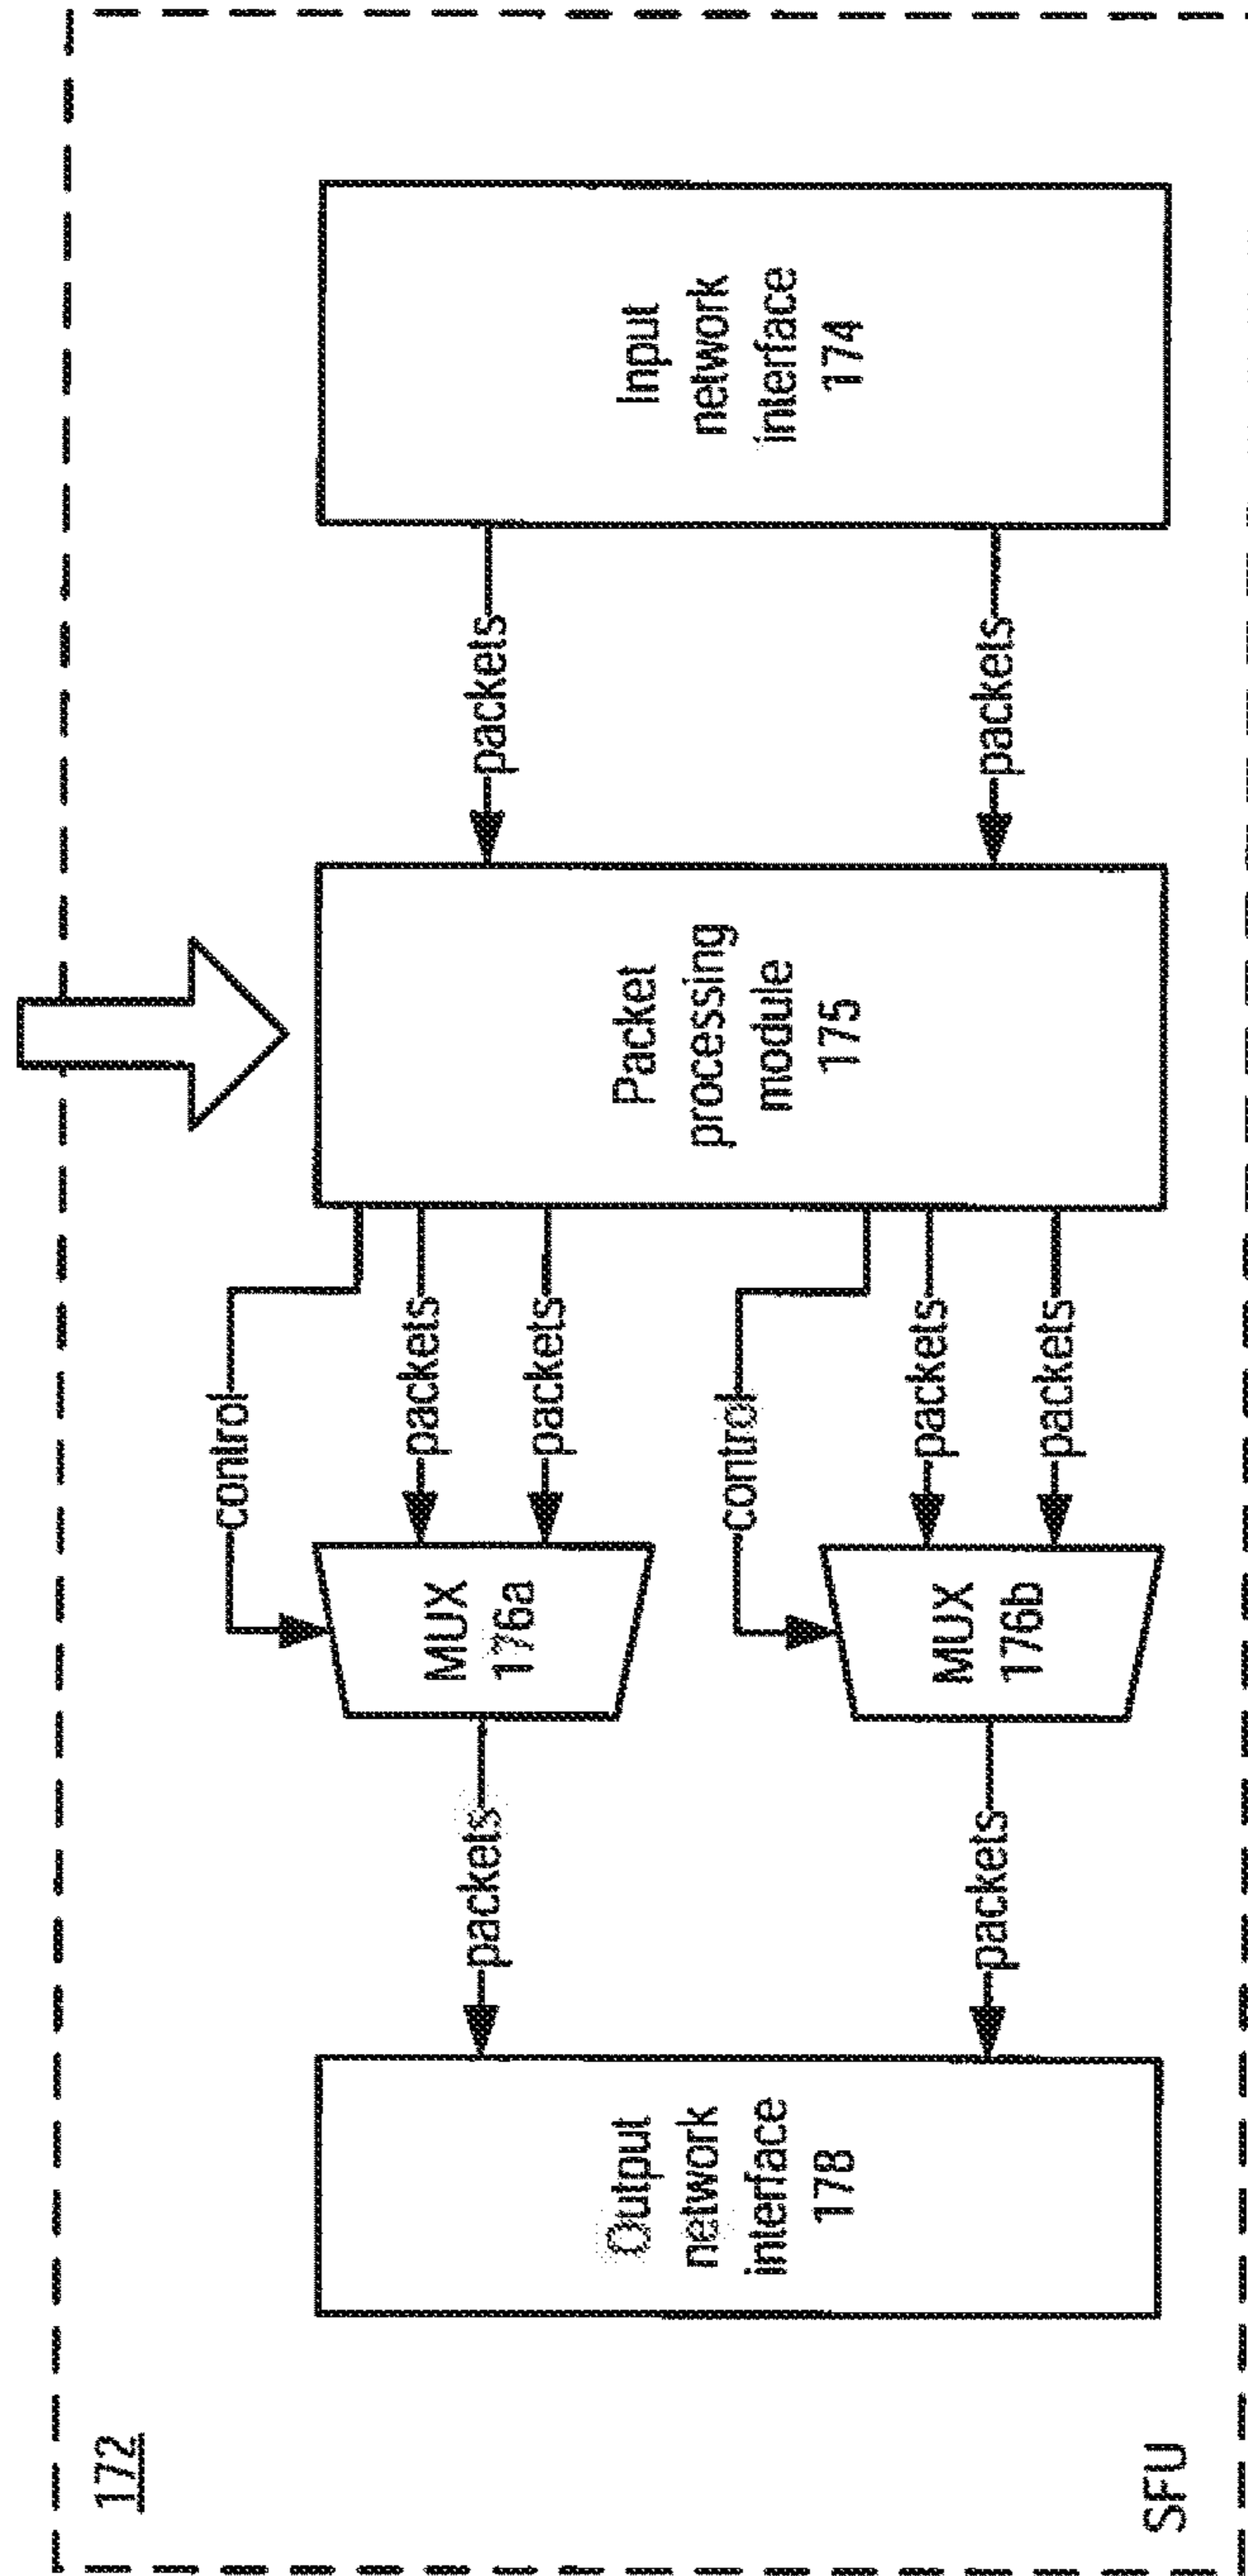 172
SFU
Output
network
interface
178
packets
packets
MUX
176a
MUX
176b
control
packets
packets
control
packets
packets
Packet
processing
module
175
packets
packets
Input
network
interface
174